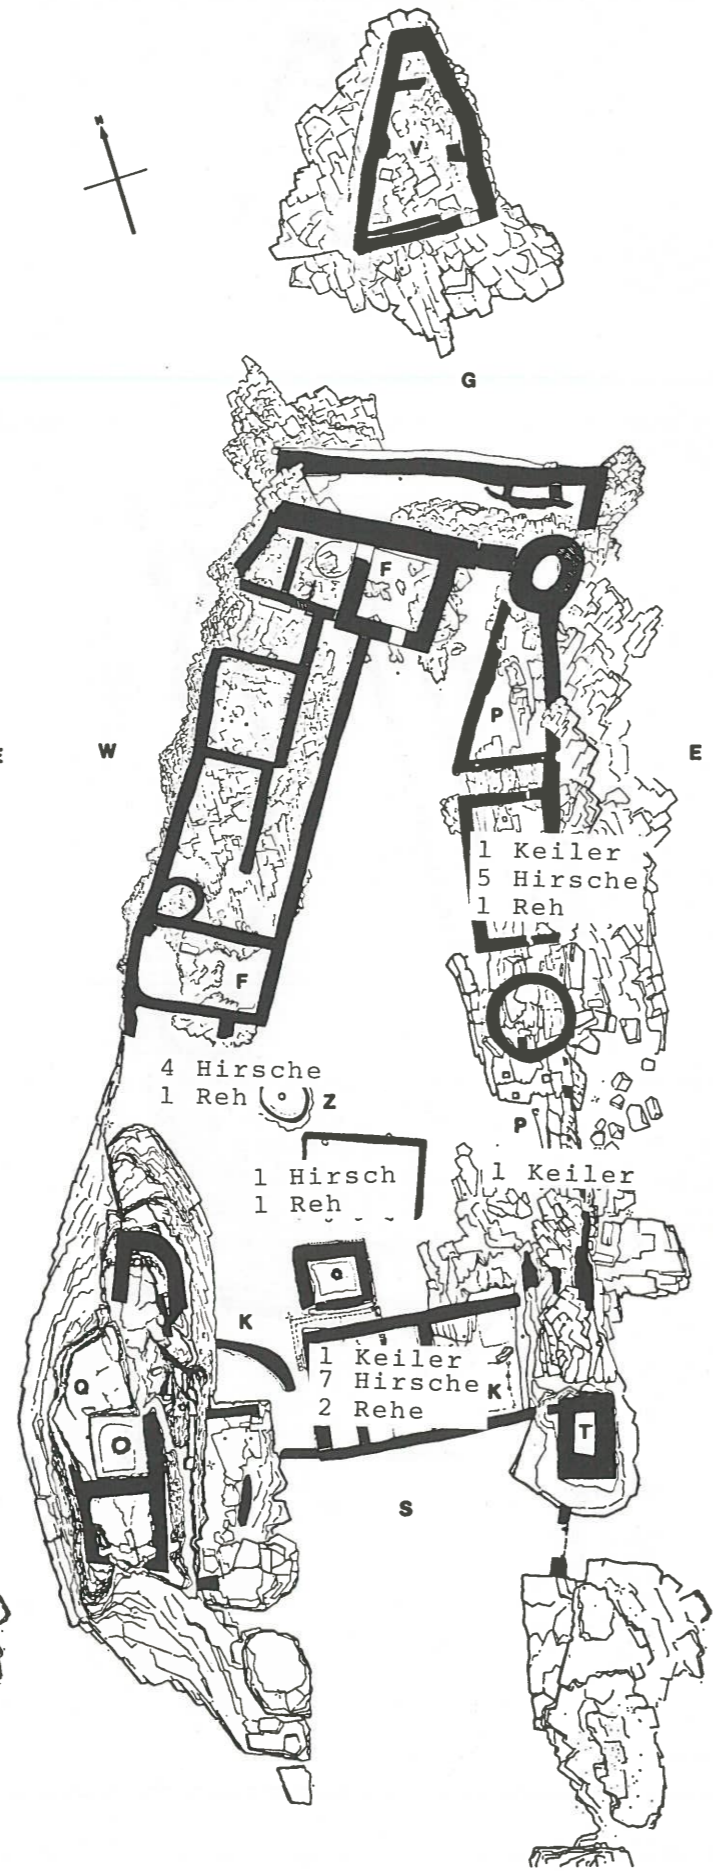 N
V
G
F
P
E
W
E
1 Keiler
5 Hirsche
1 Reh
F
4 Hirsche
1 Reh
Z
P
1 Hirsch
1 Reh
1 Keiler
K
1 Keiler
7 Hirsche
2 Rehe
K
Q
O
T
S